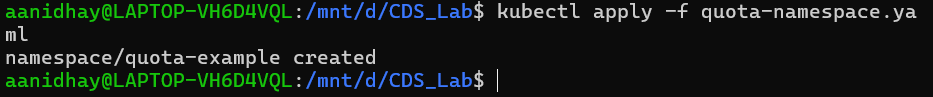 aanidhay@LAPTOP-VH6D4VQL:/mnt/d/CDS_Lab$ kubectl apply -f quota-namespace.ya
ml
namespace/quota-example created
aanidhay@LAPTOP-VH6D4VQL:/mnt/d/CDS_Lab$